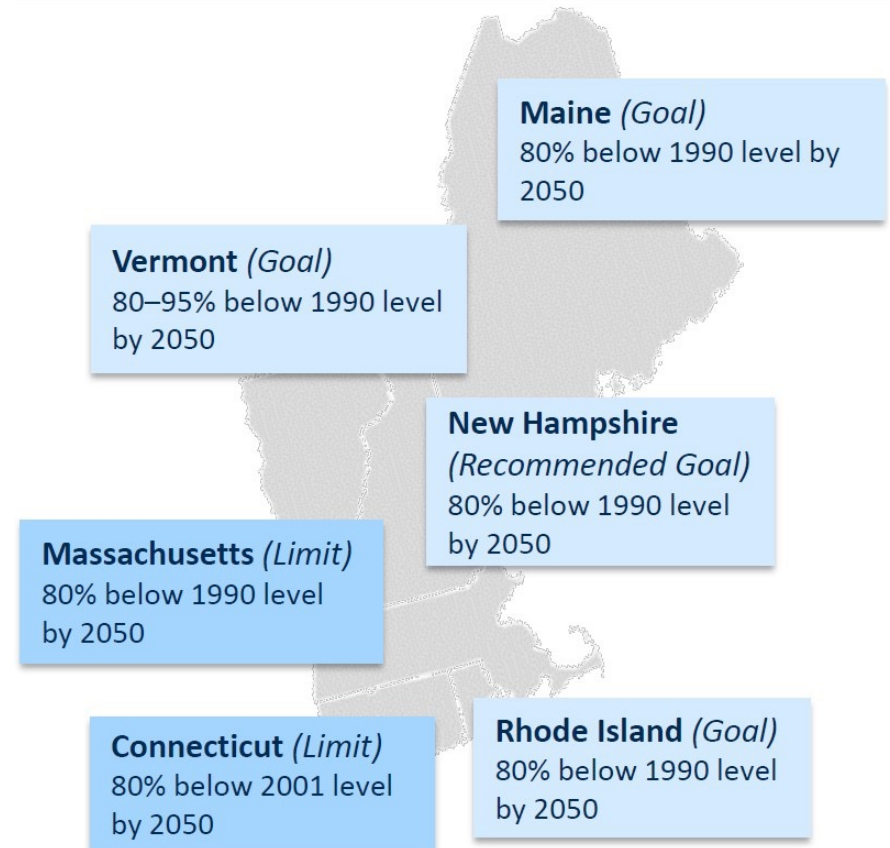 Maine (Goal)
80% below 1990 level by
2050
Vermont (Goal)
80–95% below 1990 level
by 2050
New Hampshire
(Recommended Goal)
80% below 1990 level
by 2050
Massachusetts (Limit)
80% below 1990 level
by 2050
Connecticut (Limit)
80% below 2001 level
by 2050
Rhode Island (Goal)
80% below 1990 level
by 2050